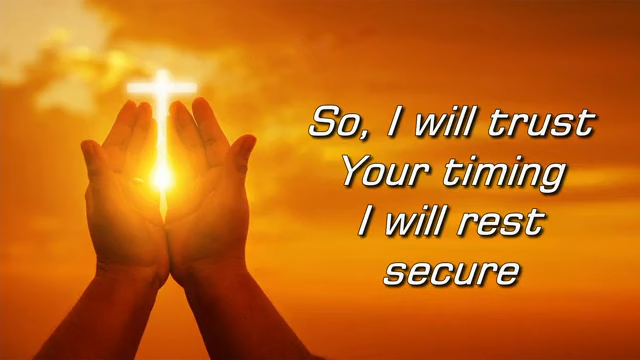 So, I will trust
Your timing
I will rest
secure